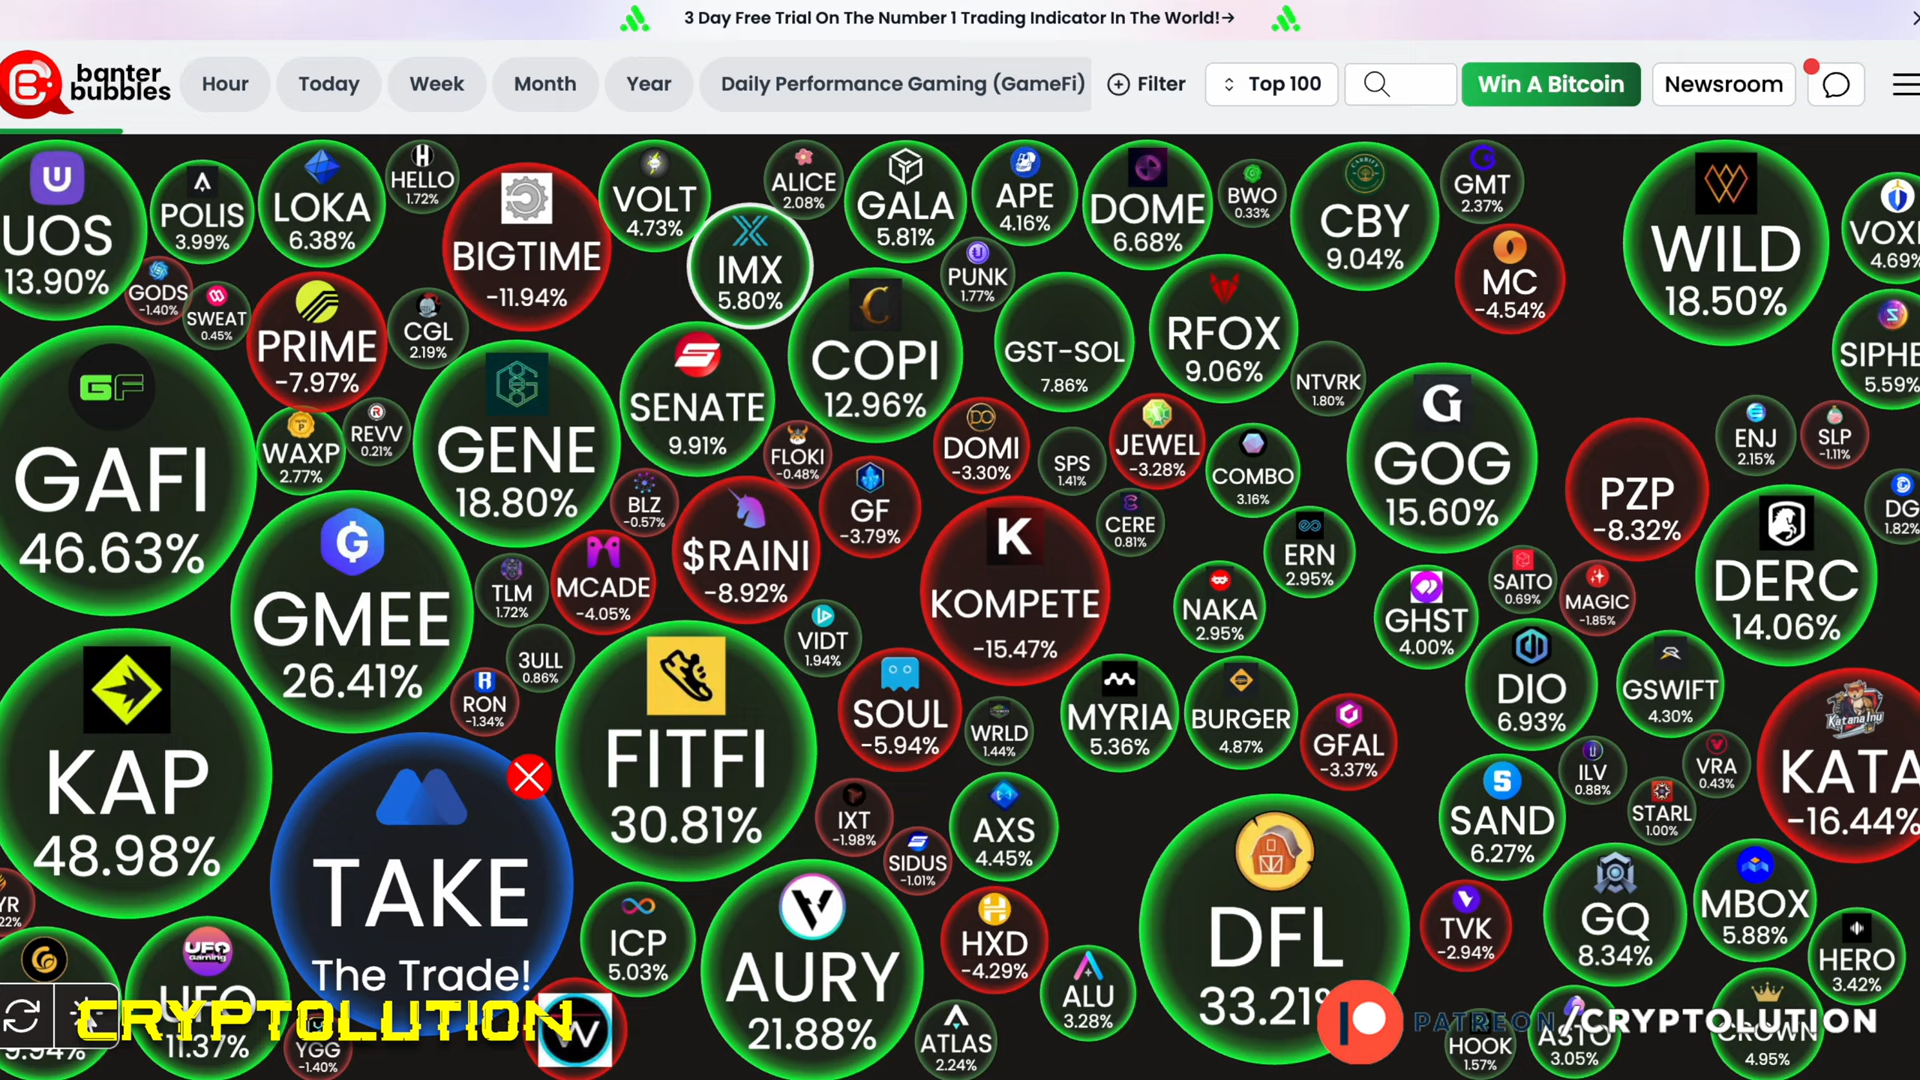 3 Day Free Trial On The Number 1 Trading Indicator In The World!→
banter bubbles
Hour
Today
Week
Month
Year
Daily Performance Gaming (GameFi)
Filter
Top 100
Win A Bitcoin
Newsroom
UOS
13.90%
POLIS
3.99%
LOKA
6.38%
HELLO
1.72%
BIGTIME
-11.94%
VOLT
4.73%
IMX
5.80%
ALICE
2.08%
GALA
5.81%
APE
4.16%
PUNK
1.77%
DOME
6.68%
BWO
0.33%
CBY
9.04%
GMT
2.37%
MC
-4.54%
WILD
18.50%
4.69%
GODS
-1.40%
SWEAT
0.45%
PRIME
-7.97%
CGL
2.19%
COPI
12.96%
GST-SOL
7.86%
RFOX
9.06%
NTVRK
1.80%
5.59%
GAFI
46.63%
WAXP
2.77%
REVV
0.21%
GENE
18.80%
SENATE
9.91%
FLOKI
-0.48%
DOMI
-3.30%
SPS
1.41%
JEWEL
-3.28%
COMBO
3.16%
GOG
15.60%
PZP
-8.32%
ENJ
2.15%
SLP
-1.11%
BLZ
-0.57%
$RAINI
-8.92%
GF
-3.79%
KOMPETE
-15.47%
CERE
0.81%
ERN
2.95%
DERC
14.06%
DG
1.82%
GMEE
26.41%
TLM
1.72%
MCADE
-4.05%
VIDT
1.94%
NAKA
2.95%
GHST
4.00%
SAITO
0.69%
MAGIC
-1.85%
3ULL
0.86%
RON
-1.34%
KAP
48.98%
FITFI
30.81%
SOUL
-5.94%
WRLD
1.44%
MYRIA
5.36%
BURGER
4.87%
GFAL
-3.37%
DIO
6.93%
GSWIFT
4.30%
ILV
0.88%
VRA
0.43%
KATA
-16.44%
Katana Inu
TAKE
The Trade!
IXT
-1.98%
SIDUS
-1.01%
AXS
4.45%
DFL
33.21%
SAND
6.27%
STARL
1.00%
TVK
-2.94%
GQ
8.34%
MBOX
5.88%
HERO
3.42%
UFO Gaming
UFO
11.37%
9.94%
YGG
-1.40%
ICP
5.03%
AURY
21.88%
HXD
-4.29%
ATLAS
2.24%
ALU
3.28%
HOOK
1.57%
ASTO
3.05%
CROWN
4.95%
CRYPTOLUTION
PATREON/CRYPTOLUTION